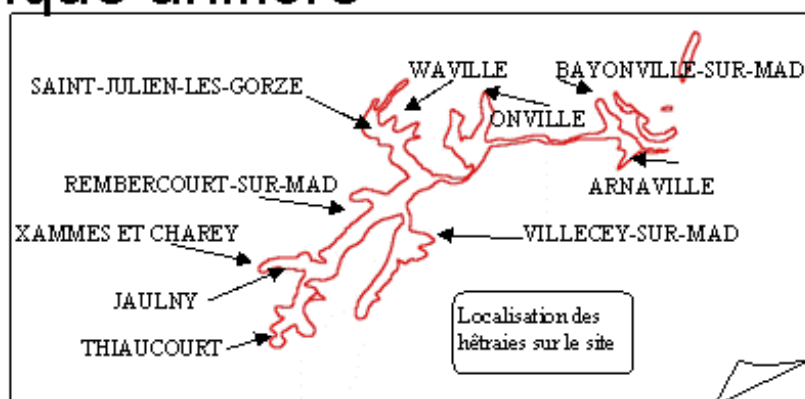 WAVILLE
BAYONVILLE-SUR-MAD
SAINT-JULIEN-LES-GORZE
ONVILLE
REMBERCOURT-SUR-MAD
ARNAVILLE
XAMMES ET CHAREY
VILLECEY-SUR-MAD
JAULNY
THIAUCOURT
Localisation des
hêtraies sur le site